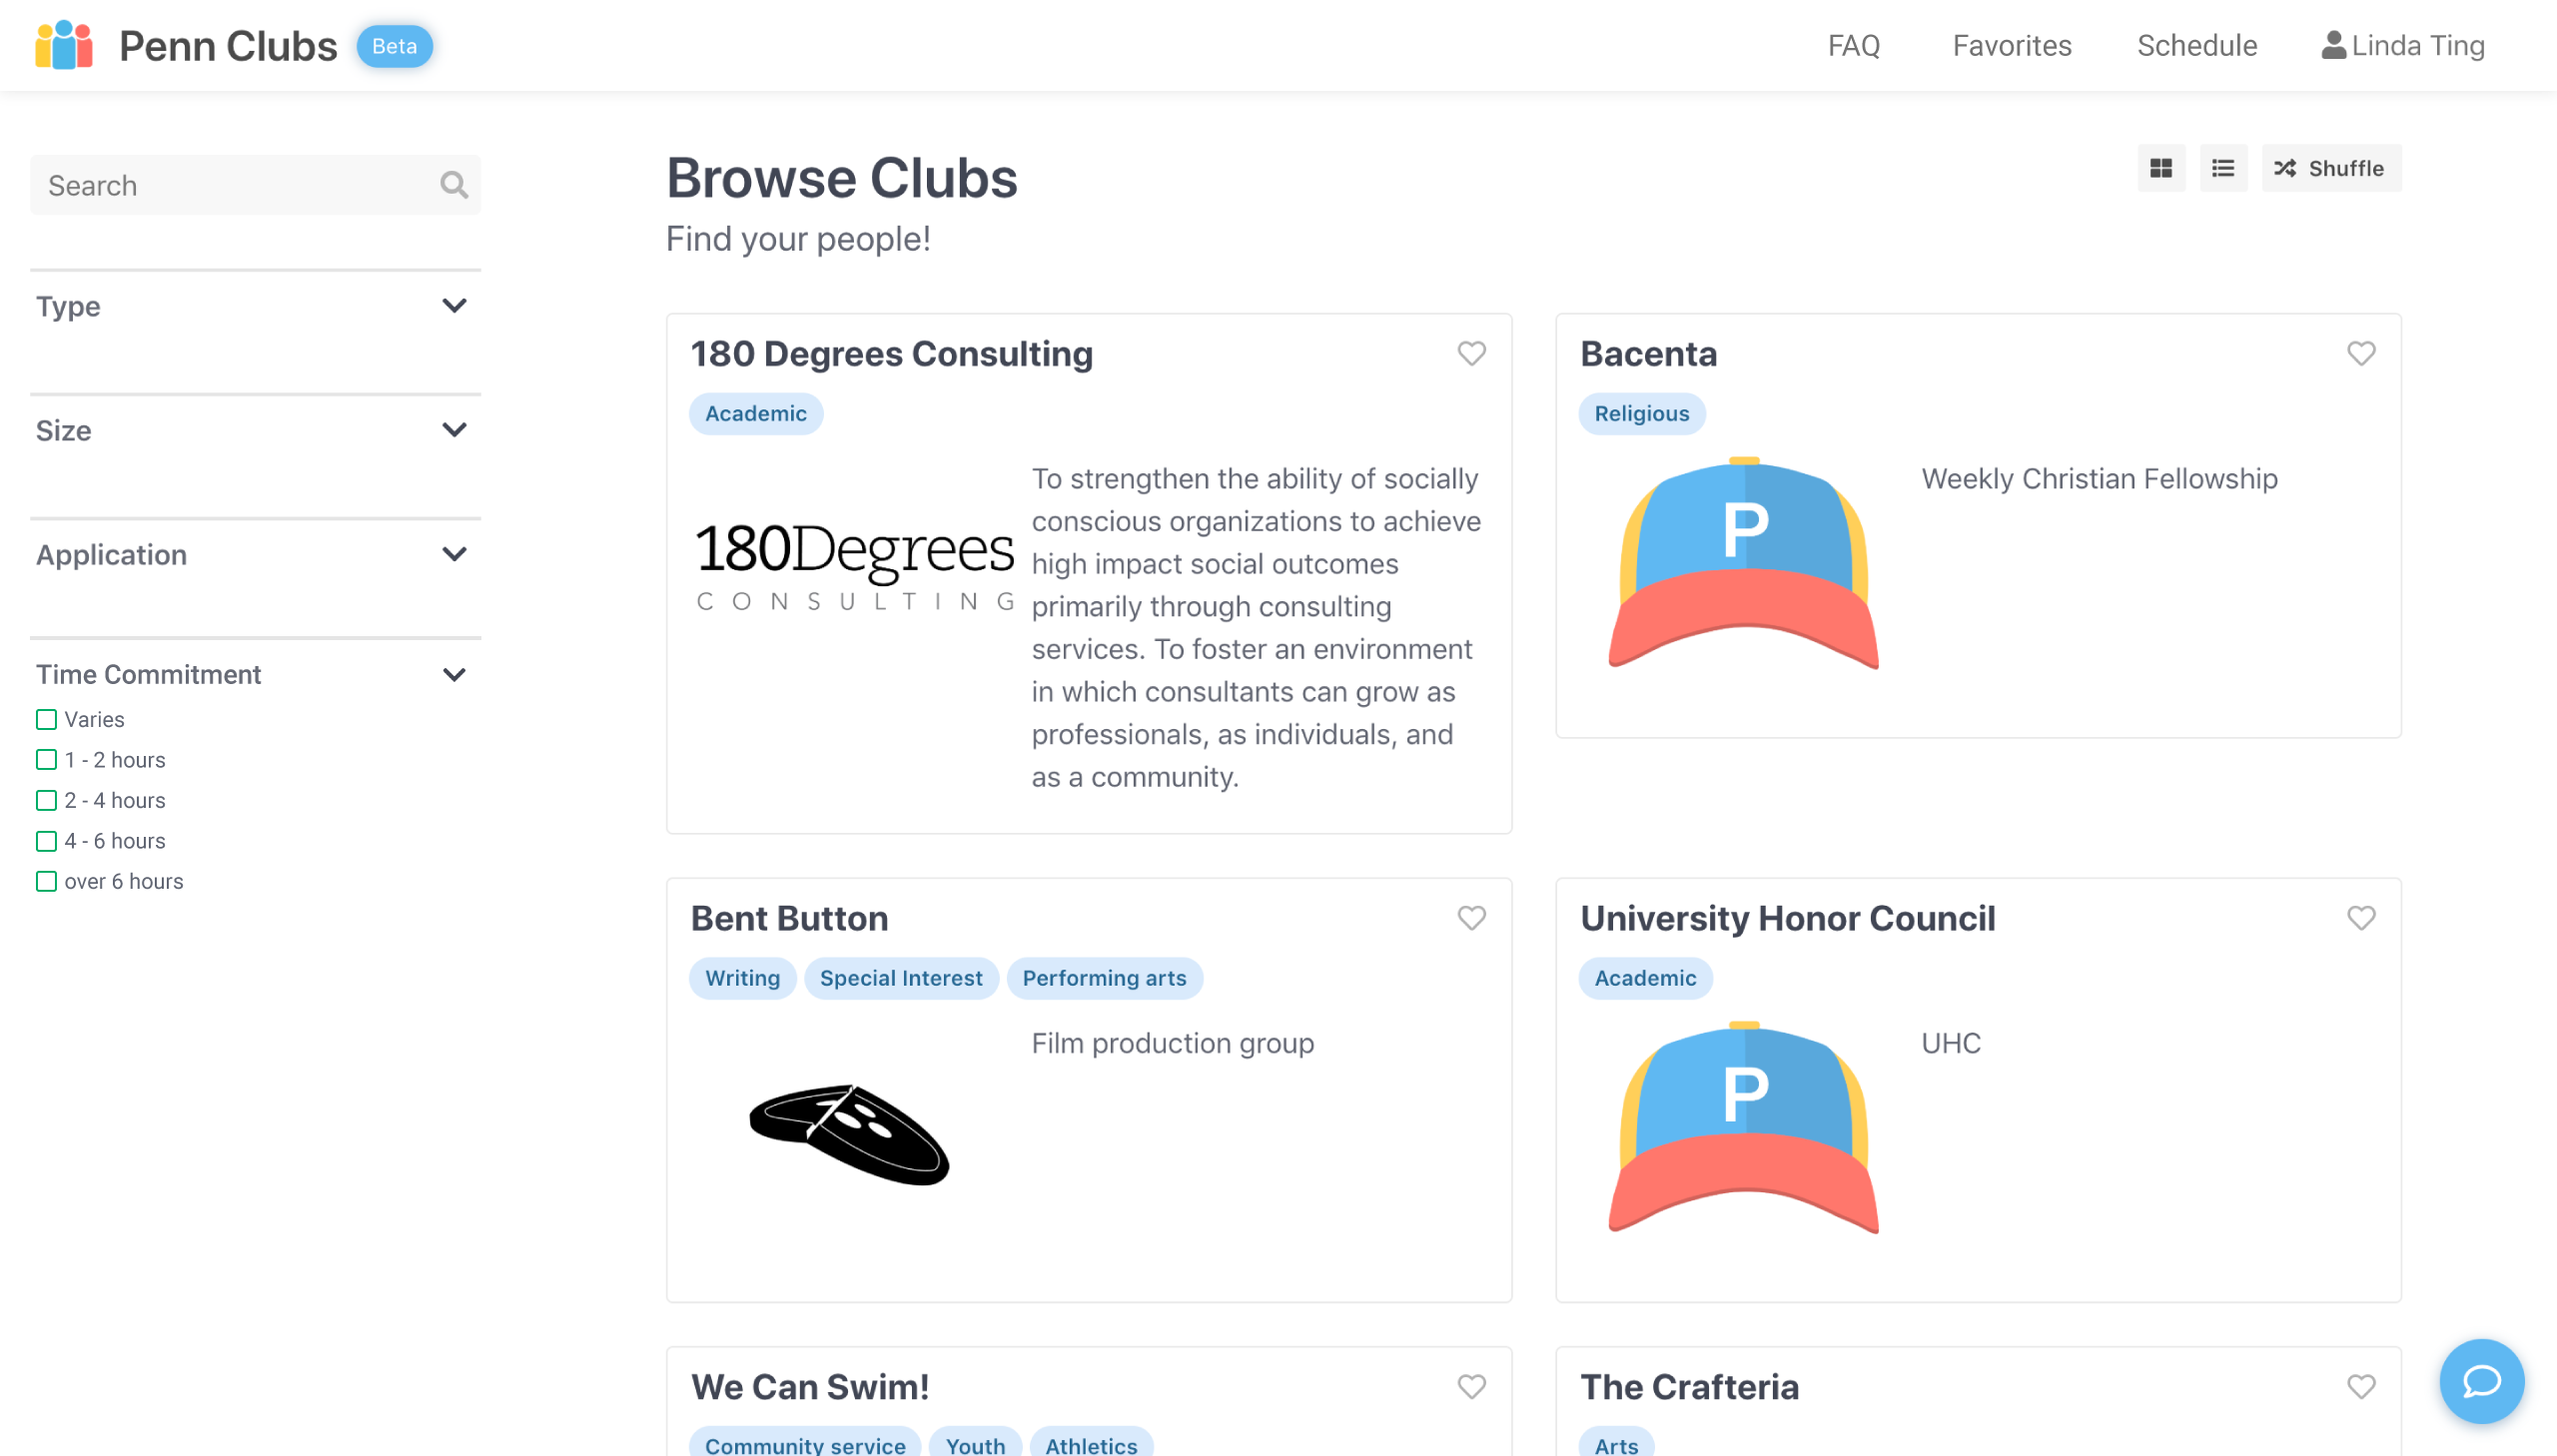 Penn Clubs Beta
FAQ Favorites Schedule Linda Ting
Search
Type
Size
Application
Time Commitment
Varies
1 - 2 hours
2 - 4 hours
4 - 6 hours
over 6 hours
Browse Clubs
Shuffle
Find your people!
180 Degrees Consulting
Academic
180Degrees
CONSULTING
To strengthen the ability of socially
conscious organizations to achieve
high impact social outcomes
primarily through consulting
services. To foster an environment
in which consultants can grow as
professionals, as individuals, and
as a community.
Bacenta
Religious
P
Weekly Christian Fellowship
Bent Button
Writing Special Interest Performing arts
Film production group
University Honor Council
Academic
P
UHC
We Can Swim!
Community service Youth Athletics
The Crafteria
Arts